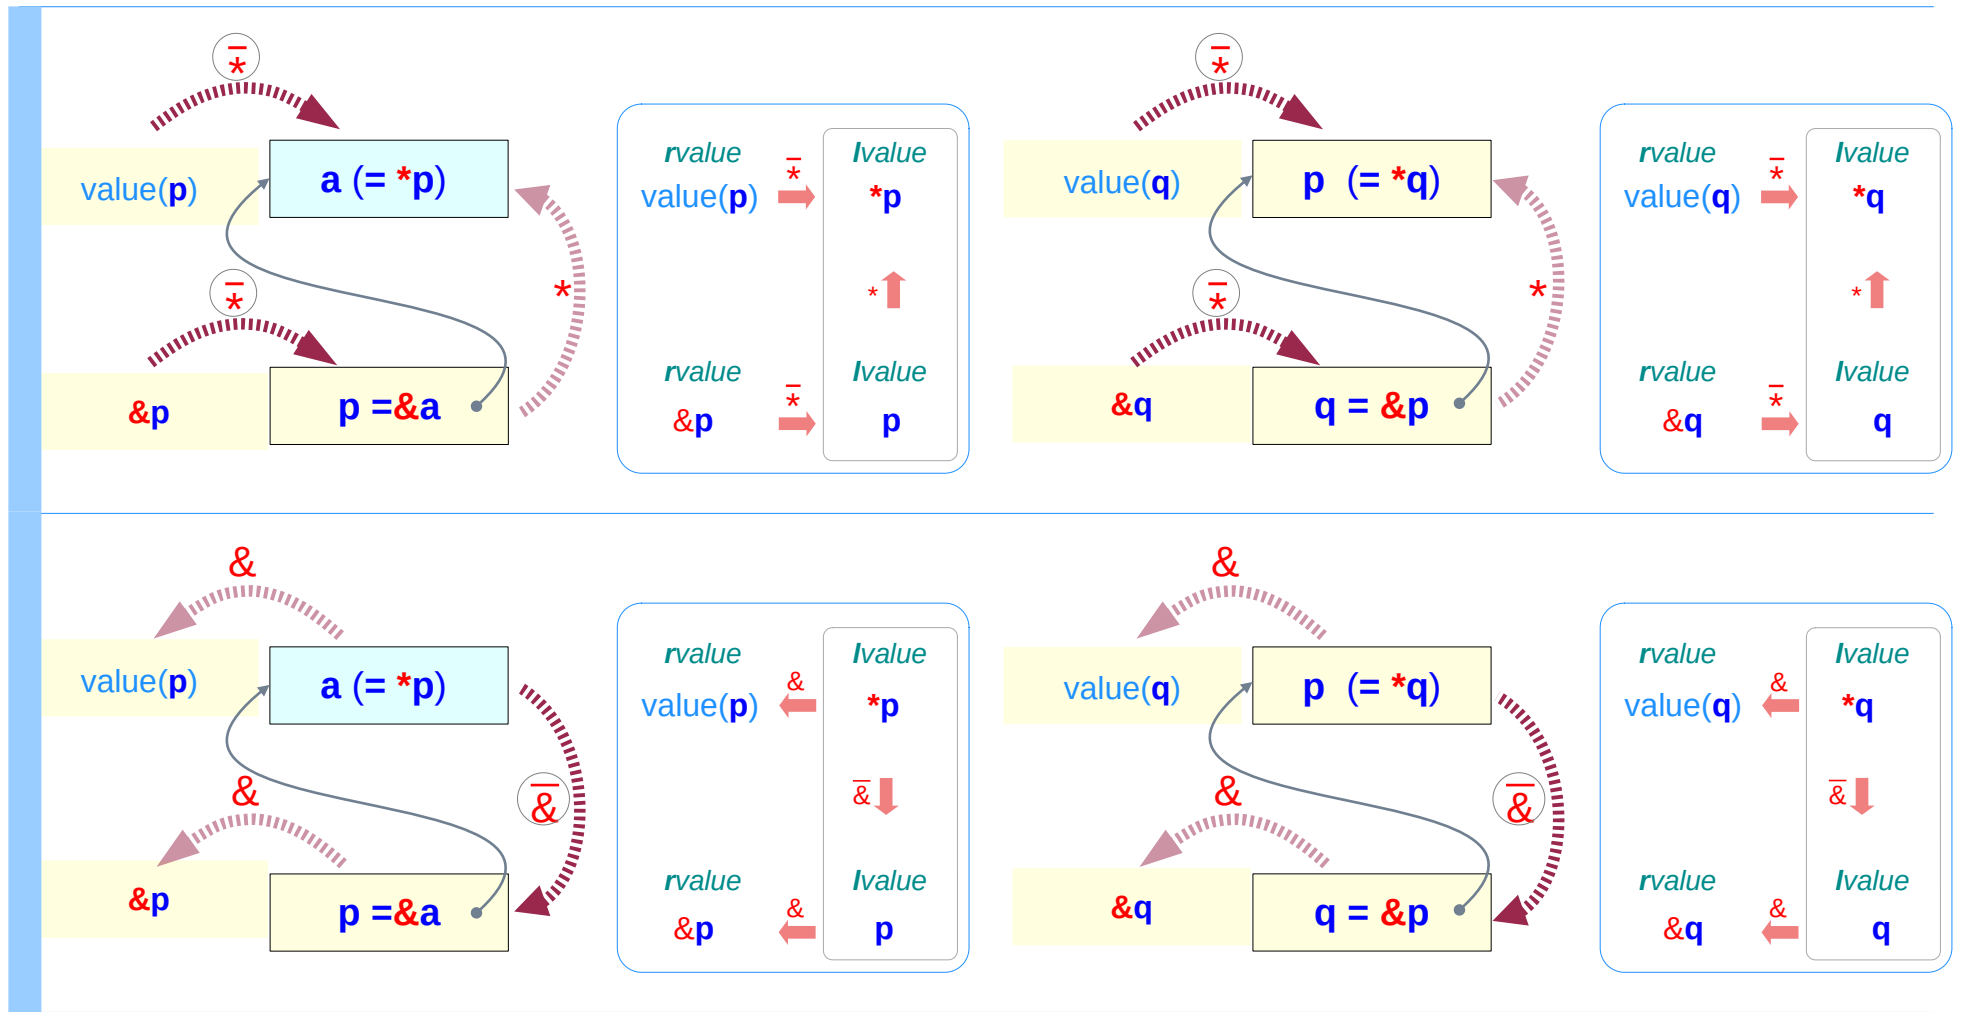 *̅
*̅
value(p)
a (= *p)
*̅
*
&p
p =&a
rvalue
lvalue
value(p)
*̅
*p
*
rvalue
lvalue
&p
*̅
p
value(q)
p (= *q)
*̅
*
&q
q = &p
rvalue
lvalue
value(q)
*̅
*q
*
rvalue
lvalue
&q
*̅
q
&
&
value(p)
a (= *p)
&
&̅
&p
p =&a
rvalue
lvalue
value(p)
&
*p
&̅
rvalue
lvalue
&p
&
p
value(q)
p (= *q)
&
&̅
&q
q = &p
rvalue
lvalue
value(q)
&
*q
&̅
rvalue
lvalue
&q
&
q